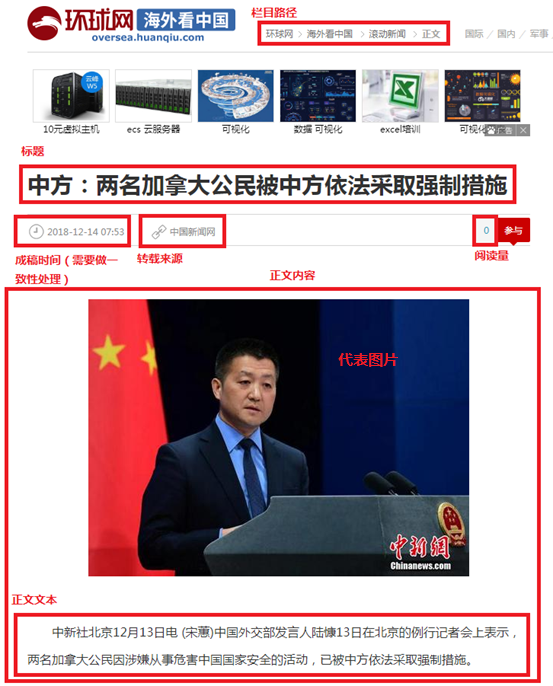 环球网 海外看中国
oversea.huanqiu.com
栏目路径
环球网 > 海外看中国 > 滚动新闻 > 正文
国际 / 国内 / 军事 /
云峰
W5
10元虚拟主机
ecs 云服务器
可视化
数据 可视化
excel培训
可视化
广告 ×
标题
中方：两名加拿大公民被中方依法采取强制措施
2018-12-14 07:53
中国新闻网
0
参与
成稿时间（需要做一
致性处理）
转载来源
阅读量
正文内容
代表图片
中新網
Chinanews.com
正文文本
中新社北京12月13日电 (宋蕙)中国外交部发言人陆慷13日在北京的例行记者会上表示，
两名加拿大公民因涉嫌从事危害中国国家安全的活动，已被中方依法采取强制措施。